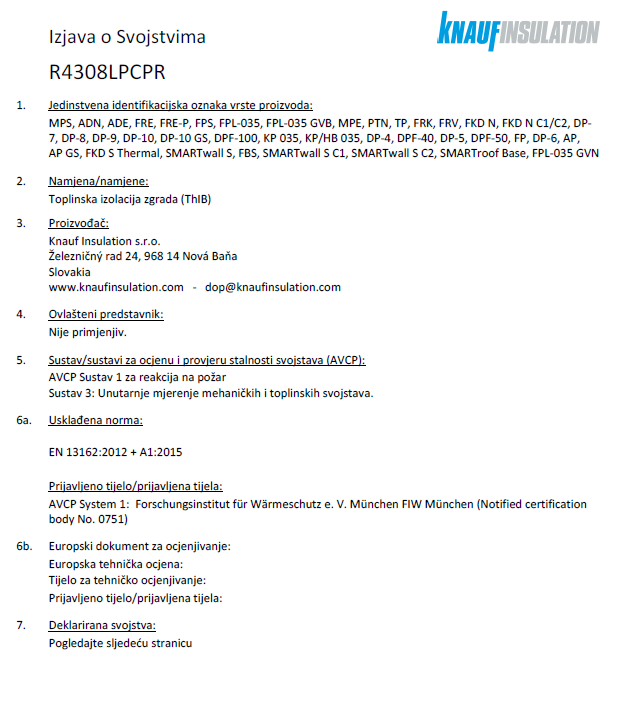 Izjava o Svojstvima
KNAUFINSULATION
R4308LPCPR
1. Jedinstvena identifikacijska oznaka vrste proizvoda:
MPS, ADN, ADE, FRE, FRE-P, FPS, FPL-035, FPL-035 GVB, MPE, PTN, TP, FRK, FRV, FKD N, FKD N C1/C2, DP-
7, DP-8, DP-9, DP-10, DP-10 GS, DPF-100, KP 035, KP/HB 035, DP-4, DPF-40, DP-5, DPF-50, FP, DP-6, AP,
AP GS, FKD S Thermal, SMARTwall S, FBS, SMARTwall S C1, SMARTwall S C2, SMARTroof Base, FPL-035 GVN
2. Namjena/namjene:
Toplinska izolacija zgrada (ThIB)
3. Proizvođač:
Knauf Insulation s.r.o.
Železničný rad 24, 968 14 Nová Baňa
Slovakia
www.knaufinsulation.com - dop@knaufinsulation.com
4. Ovlašteni predstavnik:
Nije primjenjiv.
5. Sustav/sustavi za ocjenu i provjeru stalnosti svojstava (AVCP):
AVCP Sustav 1 za reakcija na požar
Sustav 3: Unutarnje mjerenje mehaničkih i toplinskih svojstava.
6a. Usklađena norma:
EN 13162:2012 + A1:2015
Prijavljeno tijelo/prijavljena tijela:
AVCP System 1: Forschungsinstitut für Wärmeschutz e. V. München FIW München (Notified certification
body No. 0751)
6b. Europski dokument za ocjenjivanje:
Europska tehnička ocjena:
Tijelo za tehničko ocjenjivanje:
Prijavljeno tijelo/prijavljena tijela:
7. Deklarirana svojstva:
Pogledajte sljedeću stranicu